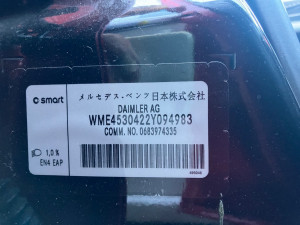 smart
メルセデス・ベンツ日本株式会社
DAIMLER AG
WME4530422Y094983
COMM. NO. 0683974335
1,0%
EN4 EAP